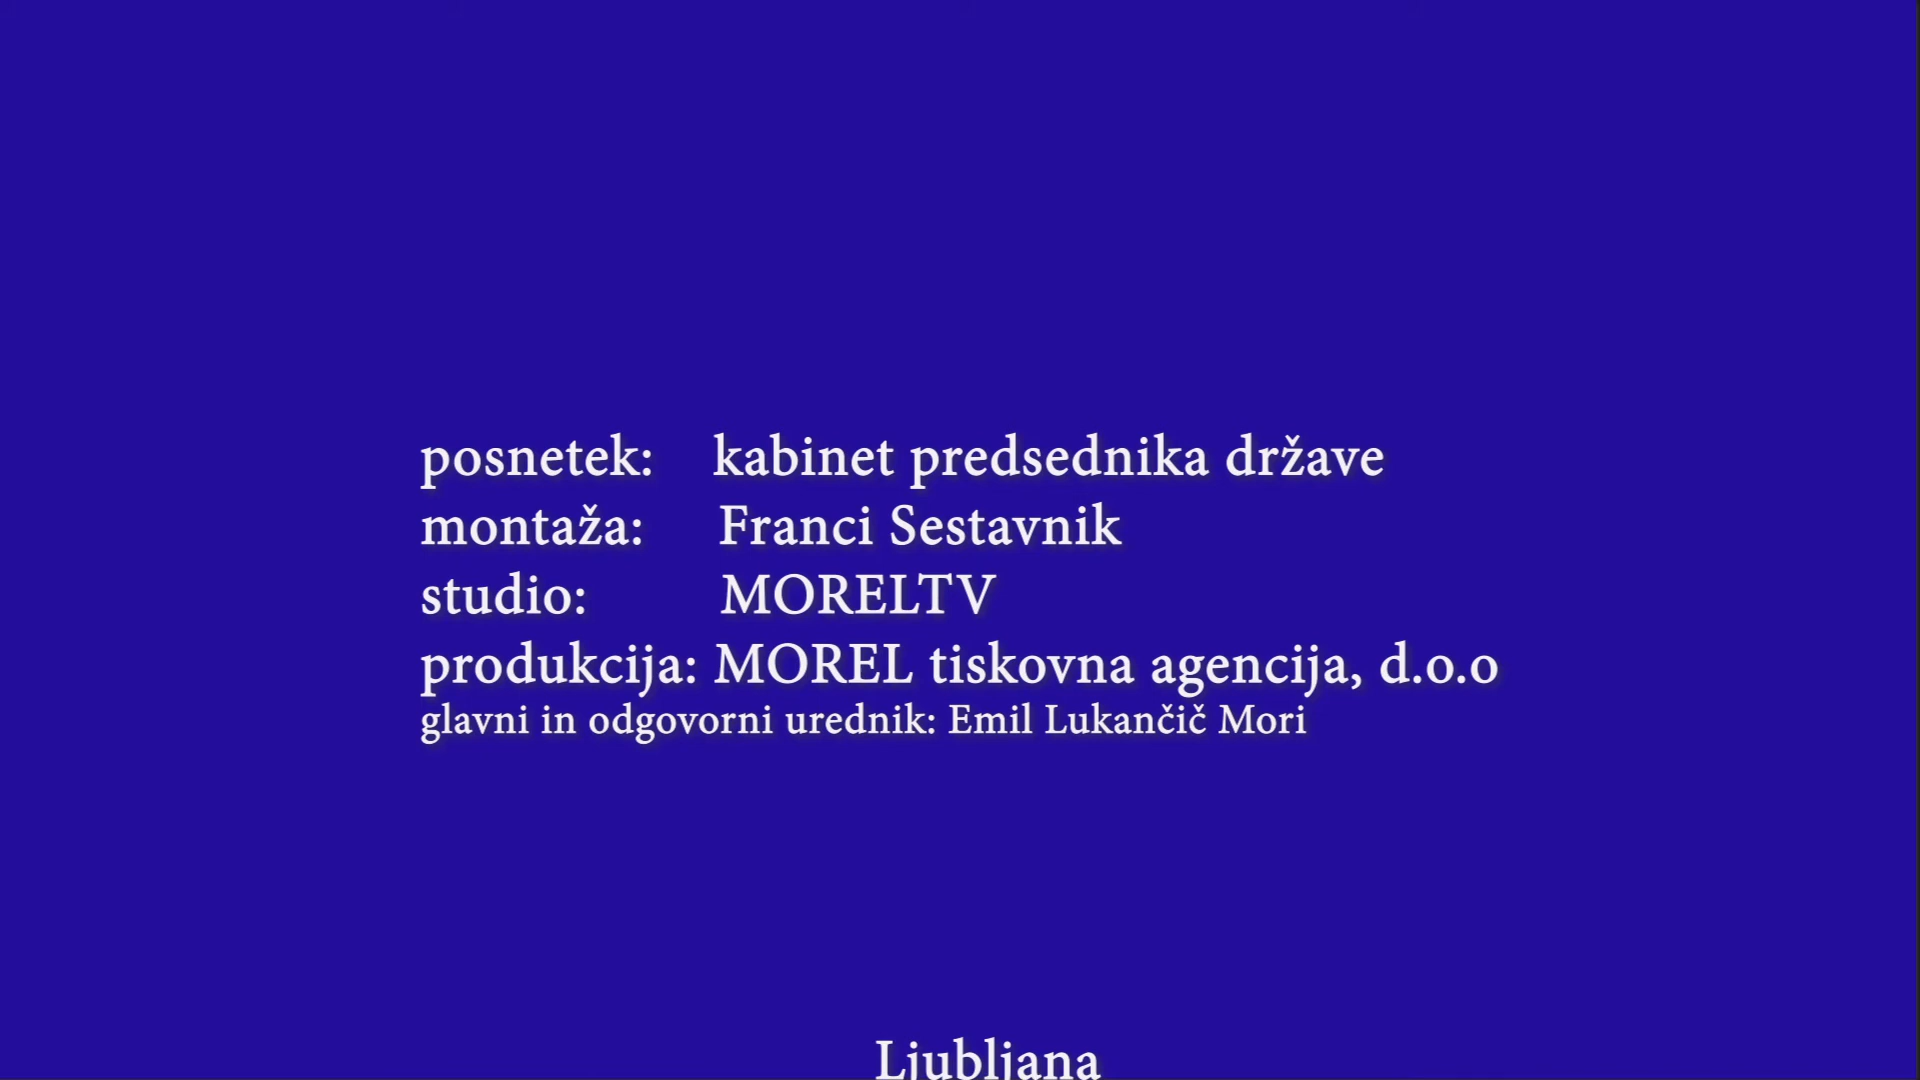 posnetek: kabinet predsednika države
montaža: Franci Sestavnik
studio: MORELTV
produkcija: MOREL tiskovna agencija, d.o.o
glavni in odgovorni urednik: Emil Lukančič Mori
Ljubljana